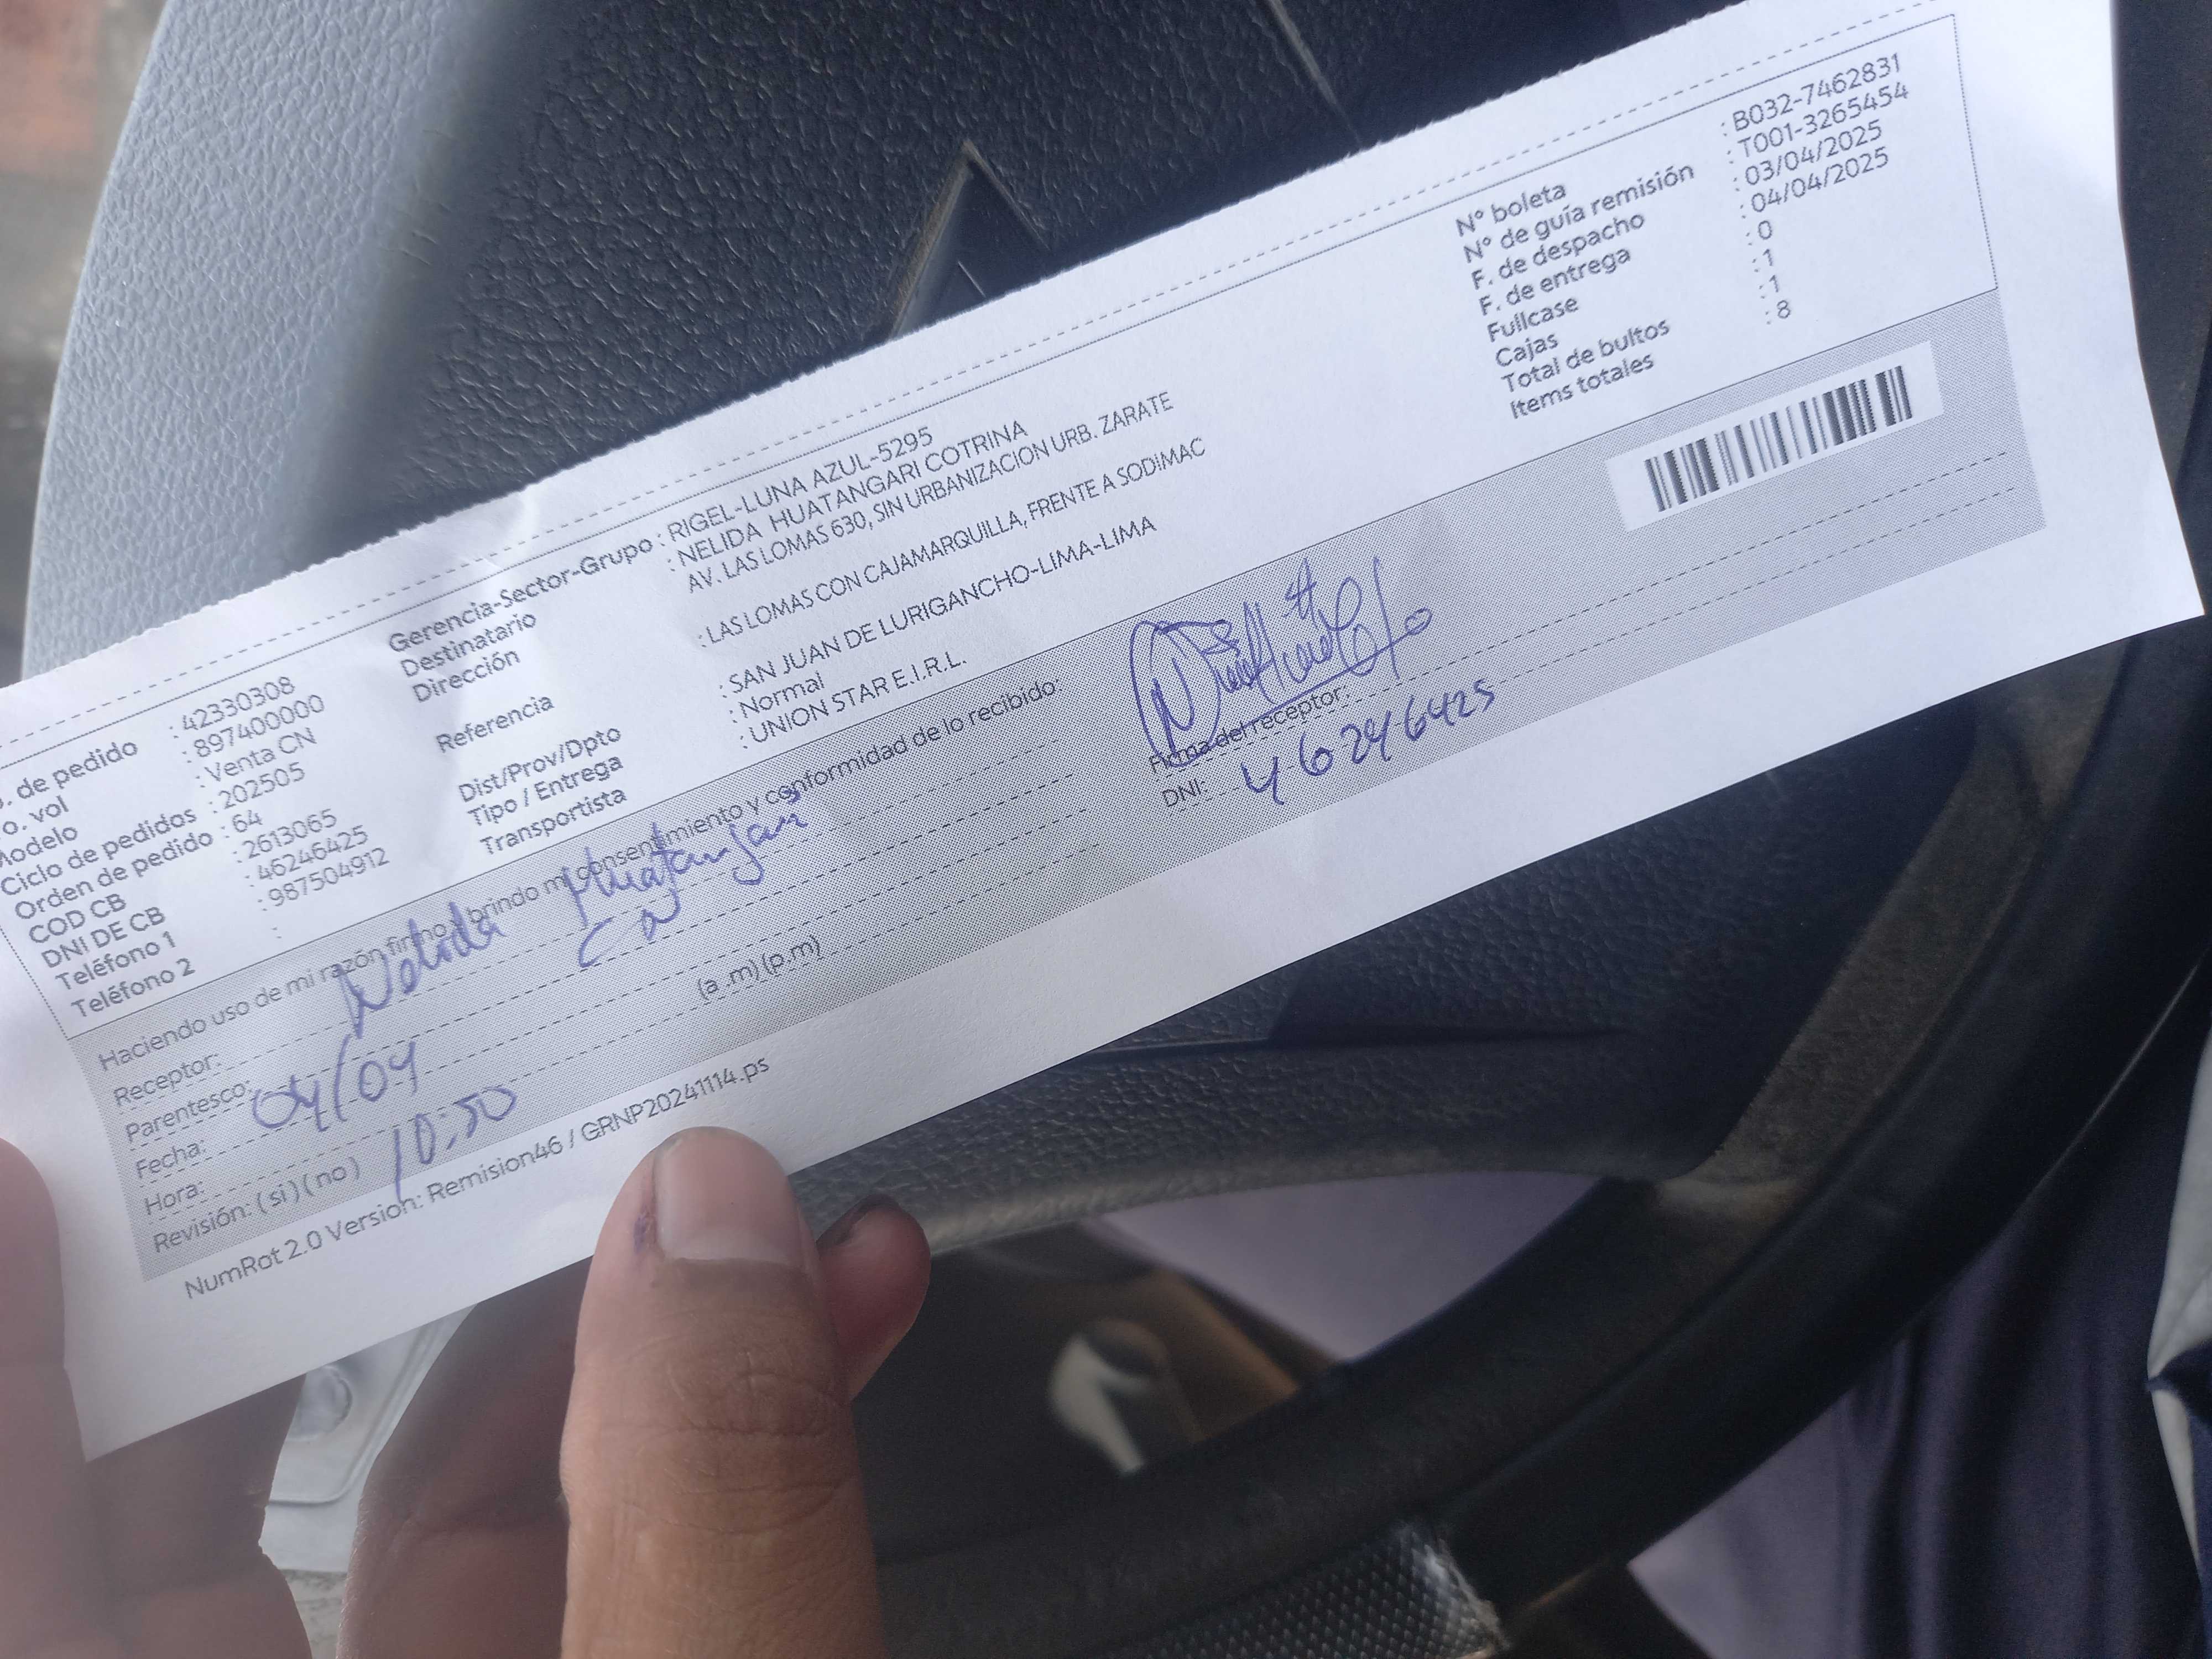 . de pedido : 42330308
o. vol : 897400000
Modelo : Venta CN
Ciclo de pedidos : 202505
Orden de pedido : 64
COD CB : 2613065
DNI DE CB : 46246425
Teléfono 1 : 987504912
Teléfono 2 :
Gerencia-Sector-Grupo : RIGEL-LUNA AZUL-5295
Destinatario : NELIDA HUATANGARI COTRINA
Dirección AV. LAS LOMAS 630, SIN URBANIZACION URB. ZARATE
Referencia : LAS LOMAS CON CAJAMARQUILLA, FRENTE A SODIMAC
Dist/Prov/Dpto : SAN JUAN DE LURIGANCHO-LIMA-LIMA
Tipo / Entrega : Normal
Transportista : UNION STAR E.I.R.L.
N° boleta : B032-7462831
N° de guía remisión : T001-3265454
F. de despacho : 03/04/2025
F. de entrega : 04/04/2025
Fullcase : 0
Cajas : 1
Total de bultos : 1
Items totales : 8
Haciendo uso de mi razón firmo y brindo mi consentimiento y conformidad de lo recibido:
Receptor: Nelida Huatangari
Parentesco:
Fecha: 04/04
Hora: 10:50 (a .m) (p.m)
Revisión: ( si ) ( no )
Firma del receptor:
DNI: 46246425
NumRot 2.0 Version: Remision46 / GRNP20241114.ps